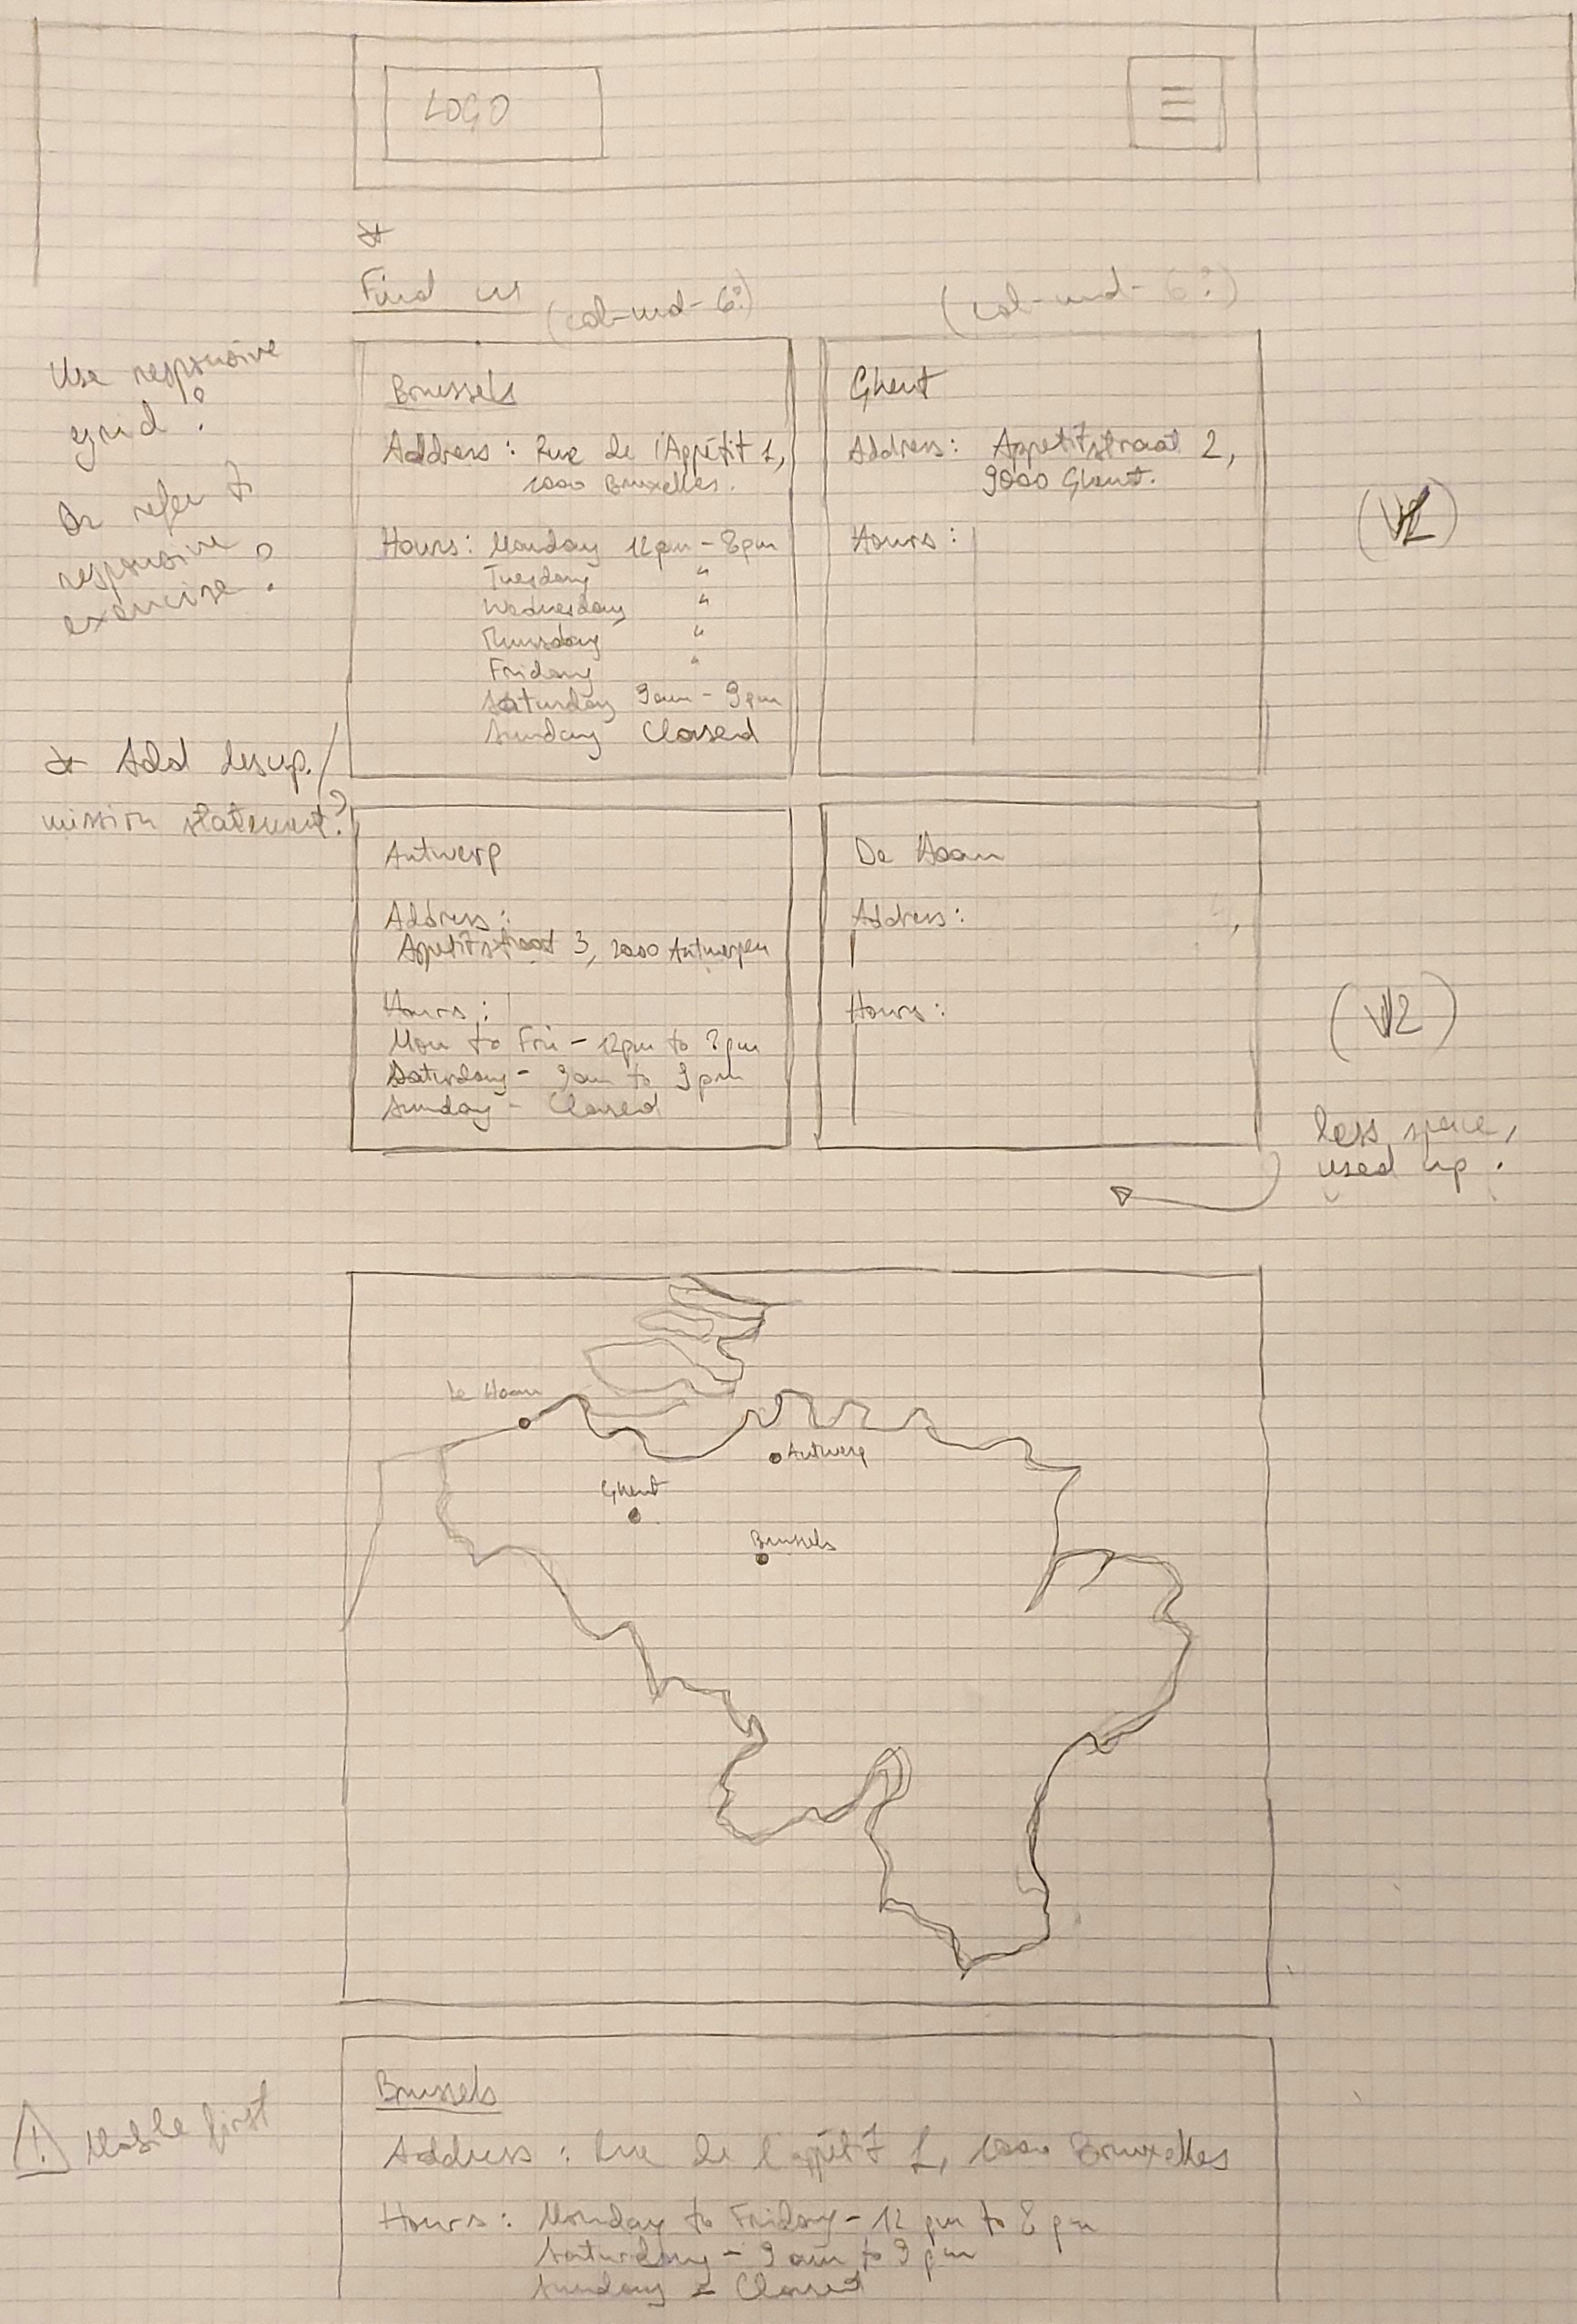 LOGO
*
Find us
(col-md-6?)
(col-md-6?)
Use responsive
grid?
Or refer to
responsive
exercise?
* Add descrip./
mission statement?
Brussels
Address: Rue de l'Appétit 1,
1000 Bruxelles.
Hours: Monday 12pm - 8pm
Tuesday "
Wednesday "
Thursday "
Friday "
Saturday 9am - 9pm
Sunday Closed
Ghent
Address: Appetitstraat 2,
9000 Ghent.
Hours:
(V1)
Antwerp
Address:
Appetitstraat 3, 2000 Antwerpen
Hours:
Mon to Fri - 12pm to 8pm
Saturday - 9am to 9pm
Sunday - Closed
De Haan
Address:
,
Hours:
(V2)
less space,
used up.
De Haan
Antwerp
Ghent
Brussels
! Mobile first
Brussels
Address: Rue de l'appétit 1, 1000 Bruxelles
Hours: Monday to Friday - 12 pm to 8 pm
Saturday - 9 am to 9 pm
Sunday - Closed